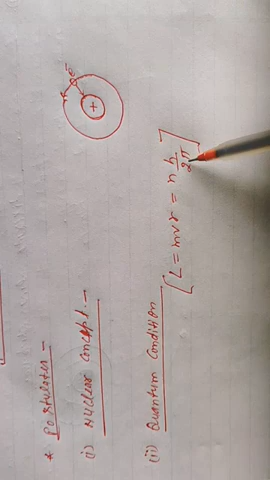 * Postulates -
(i) Nuclear concept. -
e⁻
+
(ii) Quantum Condition
[L = mvr = n h/2π]